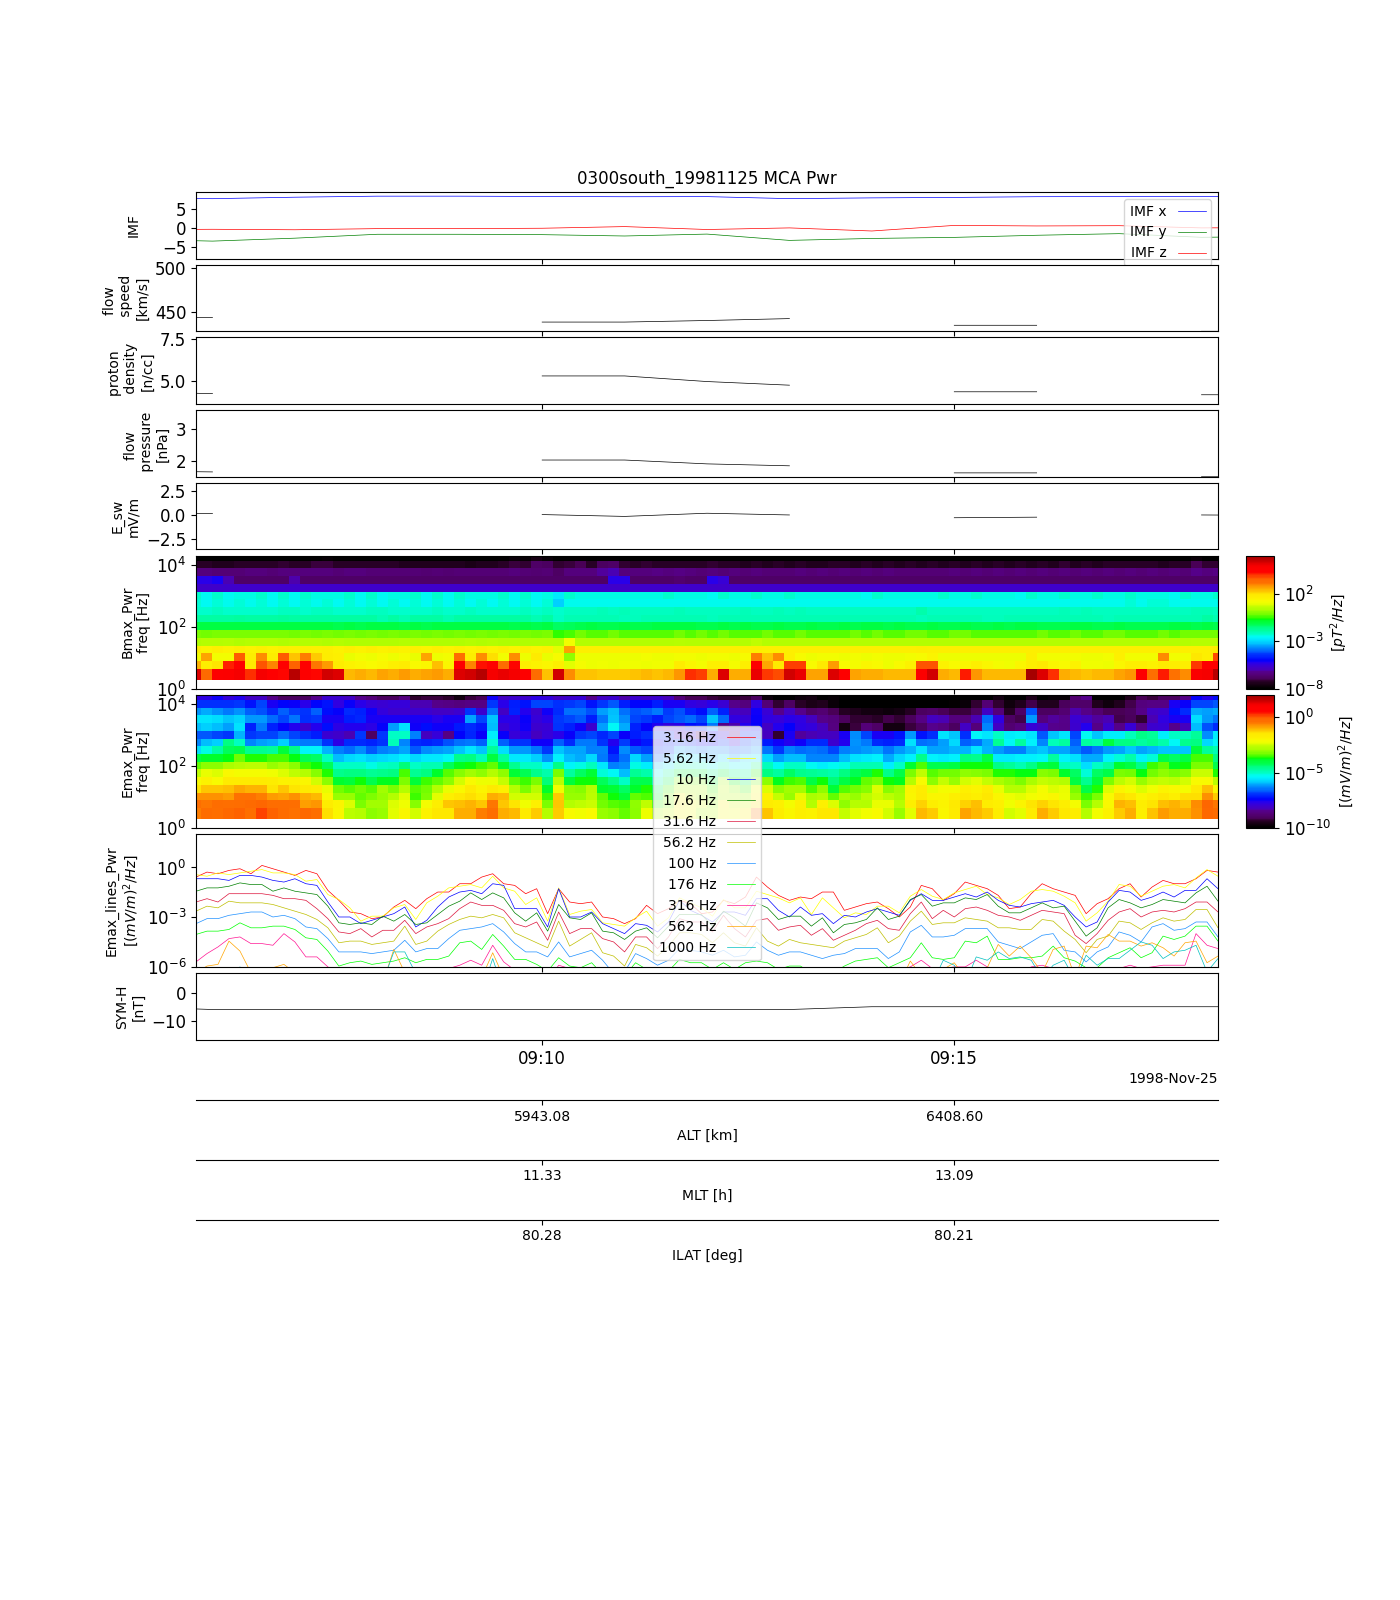 0300south_19981125 MCA Pwr
IMF
5
0
−5
IMF x
IMF y
IMF z
flow
speed
[km/s]
500
450
proton
density
[n/cc]
7.5
5.0
flow
pressure
[nPa]
3
2
E_sw
mV/m
2.5
0.0
−2.5
Bmax_Pwr
freq [Hz]
10^4
10^2
10^0
10^2
10^−3
10^−8
[pT^2/Hz]
Emax_Pwr
freq [Hz]
10^4
10^2
10^0
10^0
10^−5
10^−10
[(mV/m)^2/Hz]
3.16 Hz
5.62 Hz
10 Hz
17.6 Hz
31.6 Hz
56.2 Hz
100 Hz
176 Hz
316 Hz
562 Hz
1000 Hz
Emax_lines_Pwr
[(mV/m)^2/Hz]
10^0
10^−3
10^−6
SYM-H
[nT]
0
−10
09:10
09:15
1998-Nov-25
5943.08
6408.60
ALT [km]
11.33
13.09
MLT [h]
80.28
80.21
ILAT [deg]